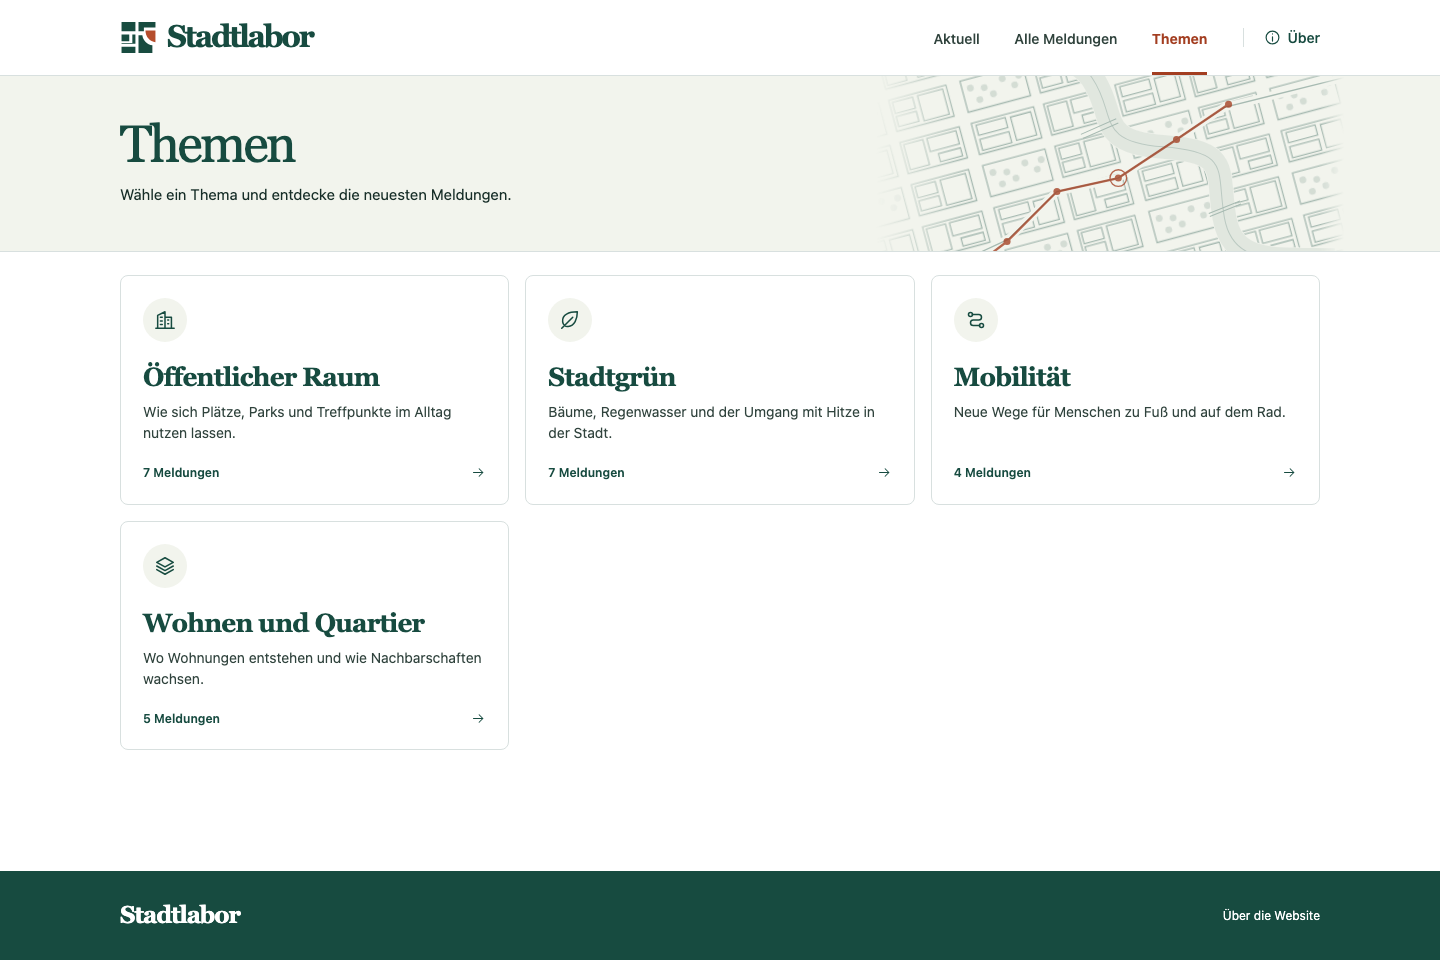 Stadtlabor
Aktuell
Alle Meldungen
Themen
Über
Themen
Wähle ein Thema und entdecke die neuesten Meldungen.
Öffentlicher Raum
Wie sich Plätze, Parks und Treffpunkte im Alltag
nutzen lassen.
7 Meldungen
Stadtgrün
Bäume, Regenwasser und der Umgang mit Hitze in
der Stadt.
7 Meldungen
Mobilität
Neue Wege für Menschen zu Fuß und auf dem Rad.
4 Meldungen
Wohnen und Quartier
Wo Wohnungen entstehen und wie Nachbarschaften
wachsen.
5 Meldungen
Stadtlabor
Über die Website